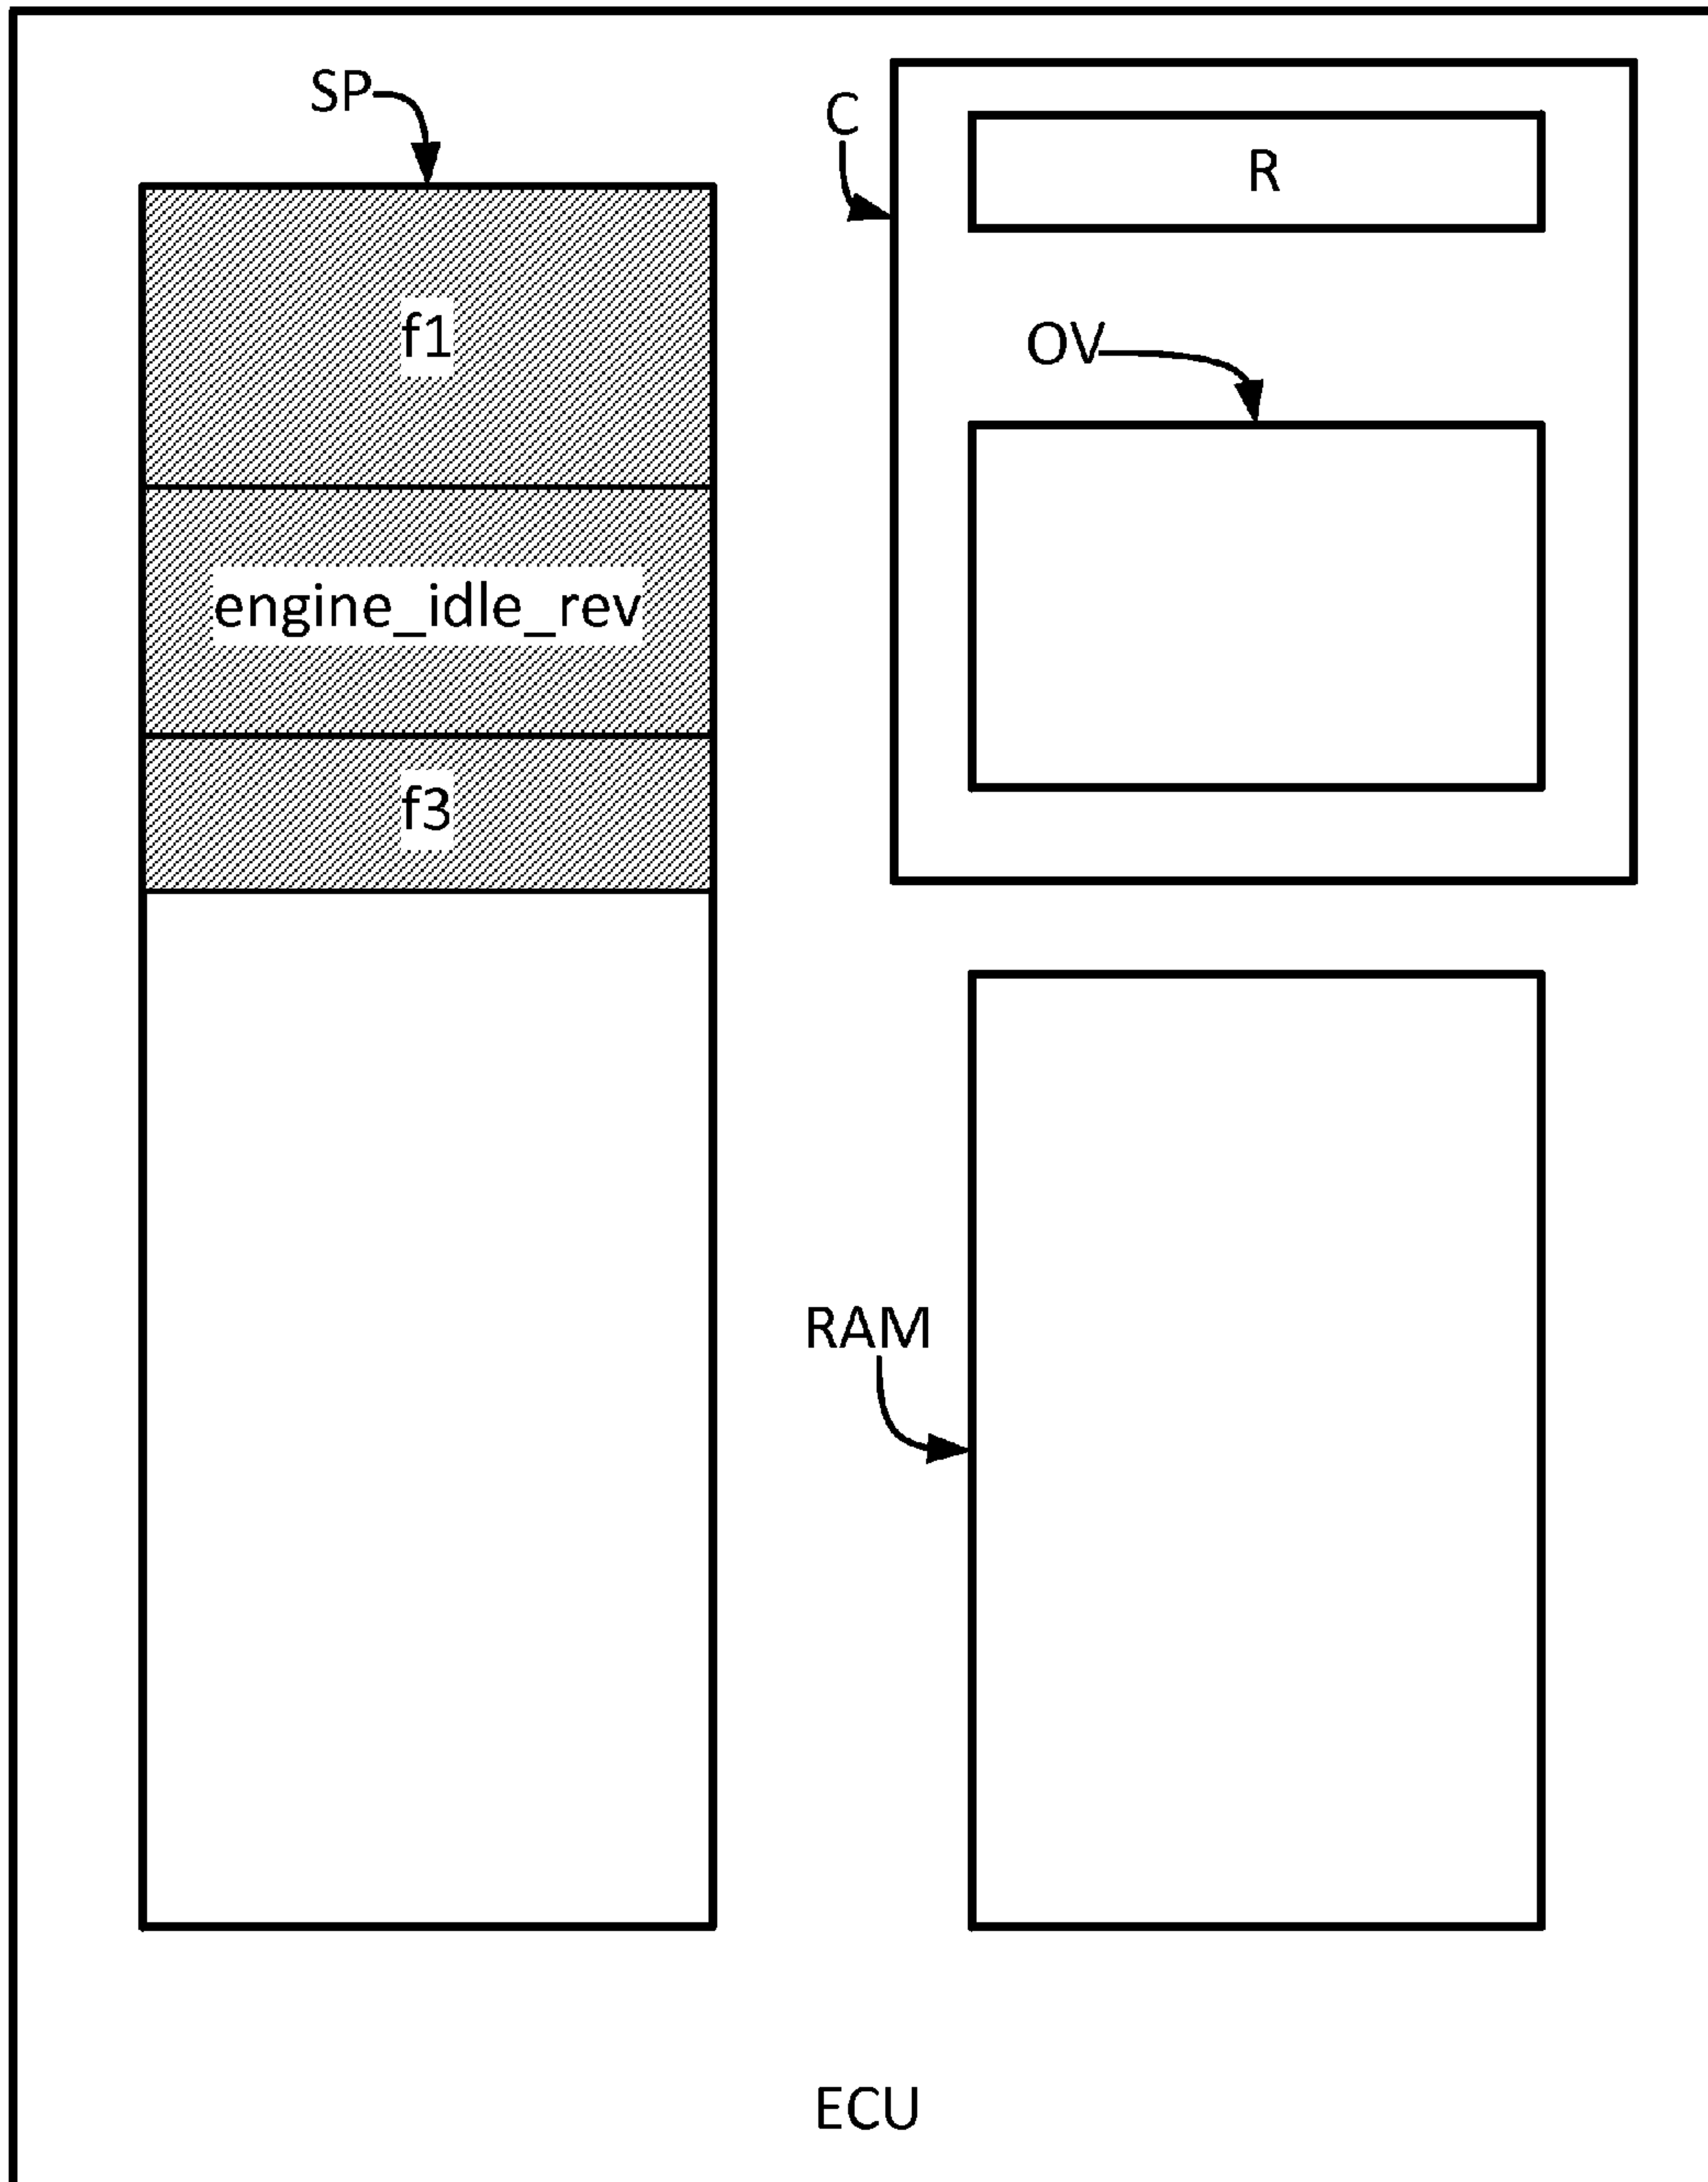 SP
C
R
f1
OV
engine_idle_rev
f3
RAM
ECU